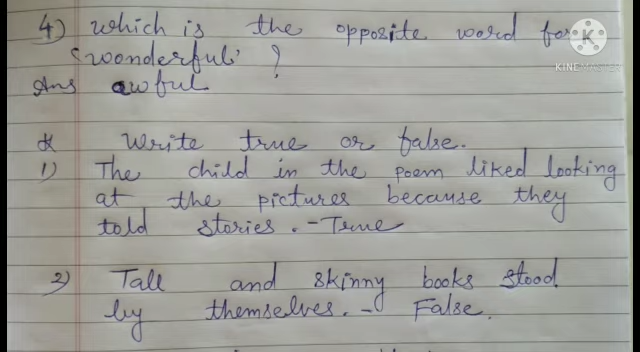 4) which is the opposite word for
'wonderful' ?
Ans awful
K
KINEMASTER
* Write true or false.
1) The child in the poem liked looking
at the pictures because they
told stories. - True
2) Tall and skinny books stood
by themselves. - False.